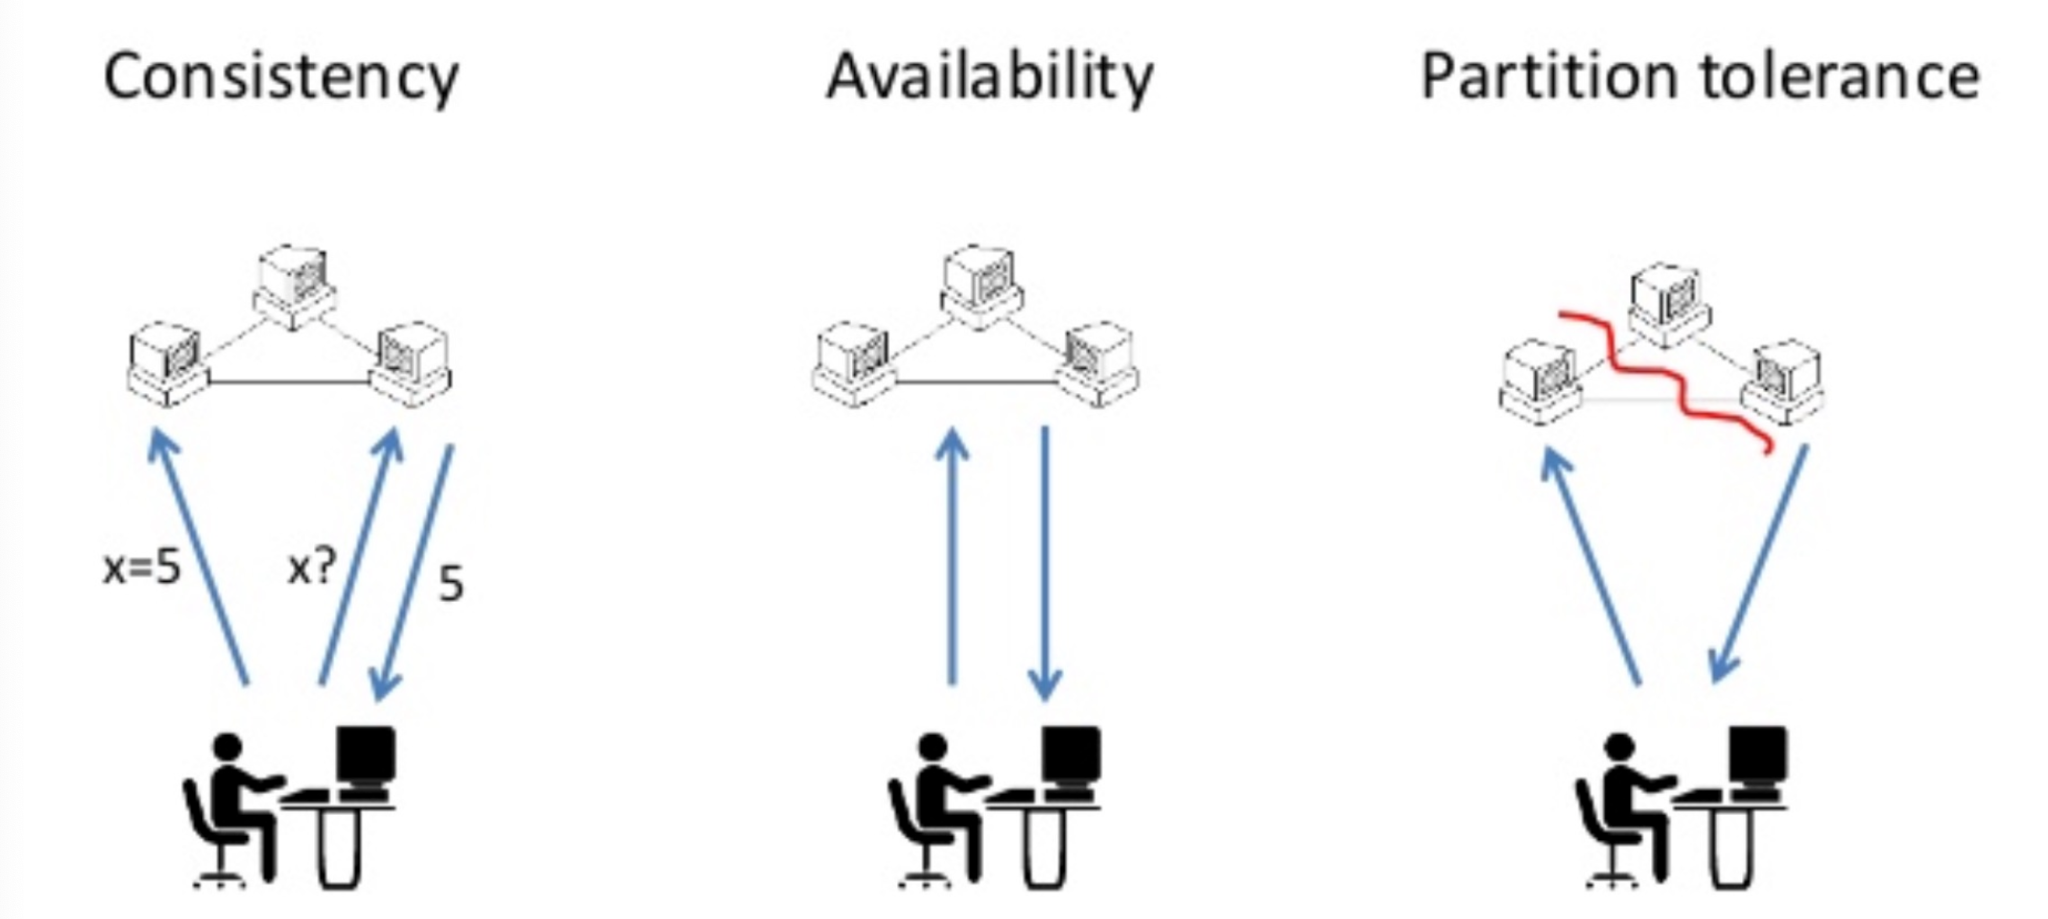 Consistency
Availability
Partition tolerance
x=5
x?
5